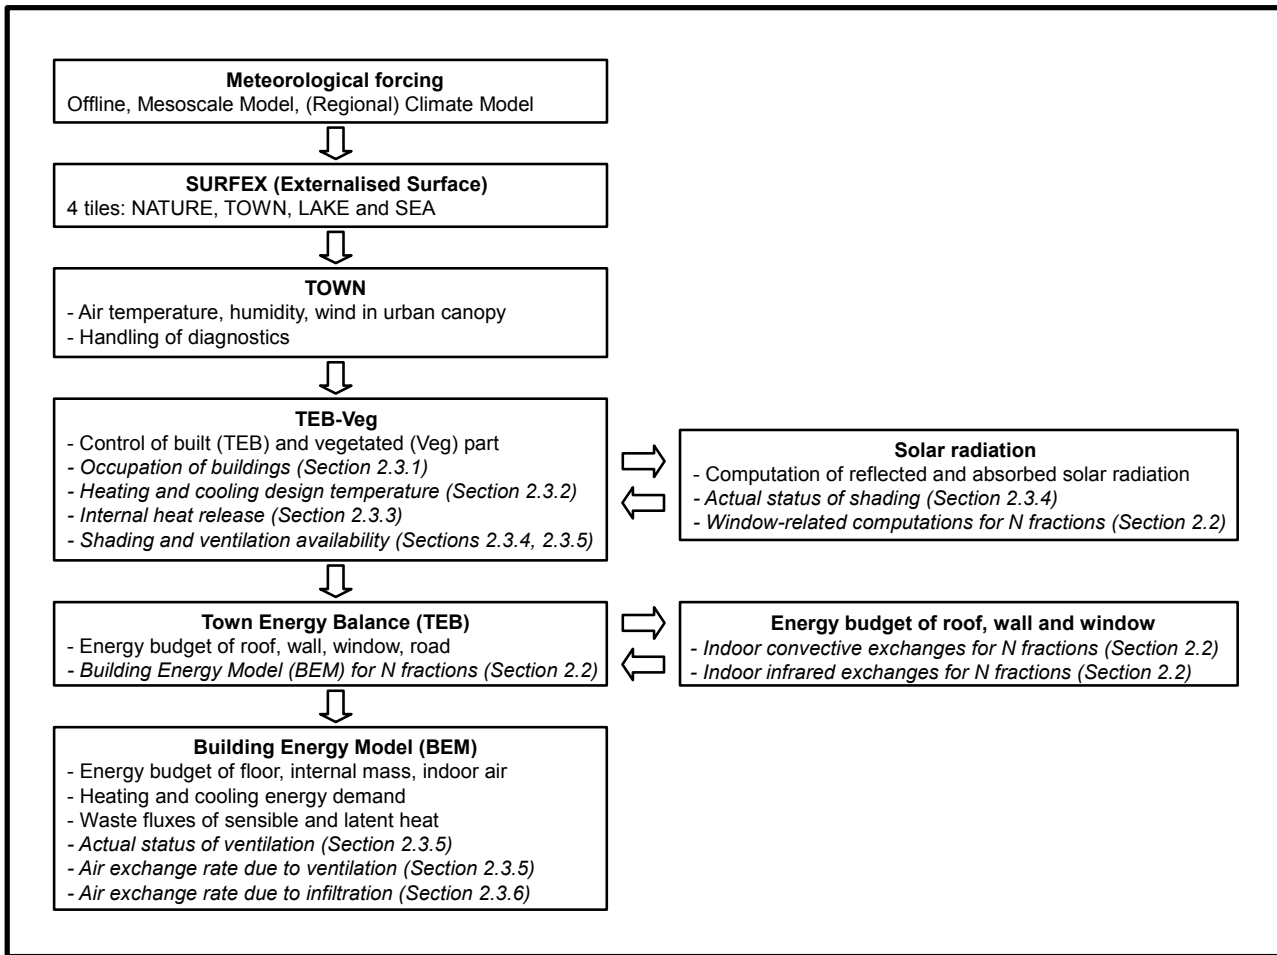 Meteorological forcing
Offline, Mesoscale Model, (Regional) Climate Model
SURFEX (Externalised Surface)
4 tiles: NATURE, TOWN, LAKE and SEA
TOWN
- Air temperature, humidity, wind in urban canopy
- Handling of diagnostics
TEB-Veg
- Control of built (TEB) and vegetated (Veg) part
- Occupation of buildings (Section 2.3.1)
- Heating and cooling design temperature (Section 2.3.2)
- Internal heat release (Section 2.3.3)
- Shading and ventilation availability (Sections 2.3.4, 2.3.5)
Solar radiation
- Computation of reflected and absorbed solar radiation
- Actual status of shading (Section 2.3.4)
- Window-related computations for N fractions (Section 2.2)
Town Energy Balance (TEB)
- Energy budget of roof, wall, window, road
- Building Energy Model (BEM) for N fractions (Section 2.2)
Energy budget of roof, wall and window
- Indoor convective exchanges for N fractions (Section 2.2)
- Indoor infrared exchanges for N fractions (Section 2.2)
Building Energy Model (BEM)
- Energy budget of floor, internal mass, indoor air
- Heating and cooling energy demand
- Waste fluxes of sensible and latent heat
- Actual status of ventilation (Section 2.3.5)
- Air exchange rate due to ventilation (Section 2.3.5)
- Air exchange rate due to infiltration (Section 2.3.6)